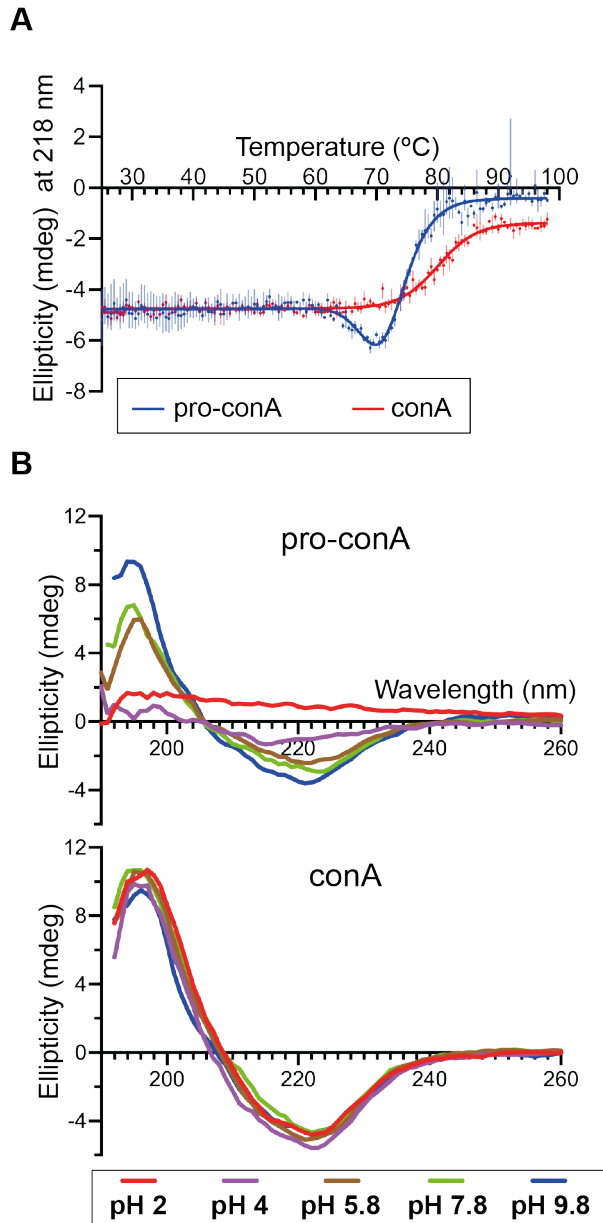 A
Ellipticity (mdeg) at 218 nm
4
2
0
-2
-4
-6
-8
Temperature (ºC)
30 40 50 60 70 80 90 100
pro-conA conA
B
pro-conA
Ellipticity (mdeg)
12
8
4
0
-4
Wavelength (nm)
200 220 240 260
conA
Ellipticity (mdeg)
12
8
4
0
-4
200 220 240 260
pH 2 pH 4 pH 5.8 pH 7.8 pH 9.8